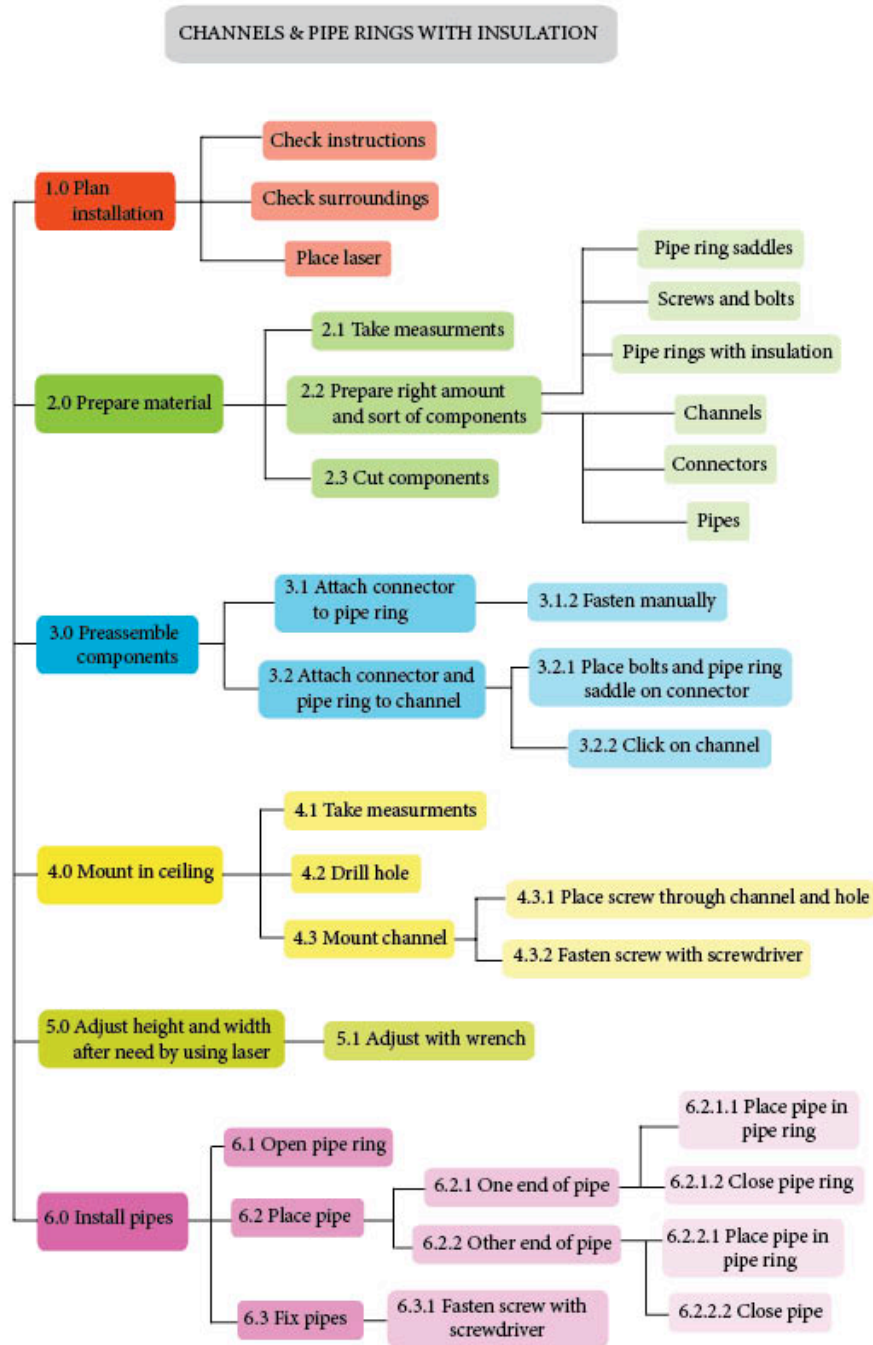 CHANNELS & PIPE RINGS WITH INSULATION
1.0 Plan
installation
Check instructions
Check surroundings
Place laser
2.0 Prepare material
2.1 Take measurments
2.2 Prepare right amount
and sort of components
2.3 Cut components
Pipe ring saddles
Screws and bolts
Pipe rings with insulation
Channels
Connectors
Pipes
3.0 Preassemble
components
3.1 Attach connector
to pipe ring
3.1.2 Fasten manually
3.2 Attach connector and
pipe ring to channel
3.2.1 Place bolts and pipe ring
saddle on connector
3.2.2 Click on channel
4.0 Mount in ceiling
4.1 Take measurments
4.2 Drill hole
4.3 Mount channel
4.3.1 Place screw through channel and hole
4.3.2 Fasten screw with screwdriver
5.0 Adjust height and width
after need by using laser
5.1 Adjust with wrench
6.0 Install pipes
6.1 Open pipe ring
6.2 Place pipe
6.2.1 One end of pipe
6.2.1.1 Place pipe in
pipe ring
6.2.1.2 Close pipe ring
6.2.2 Other end of pipe
6.2.2.1 Place pipe in
pipe ring
6.2.2.2 Close pipe
6.3 Fix pipes
6.3.1 Fasten screw with
screwdriver